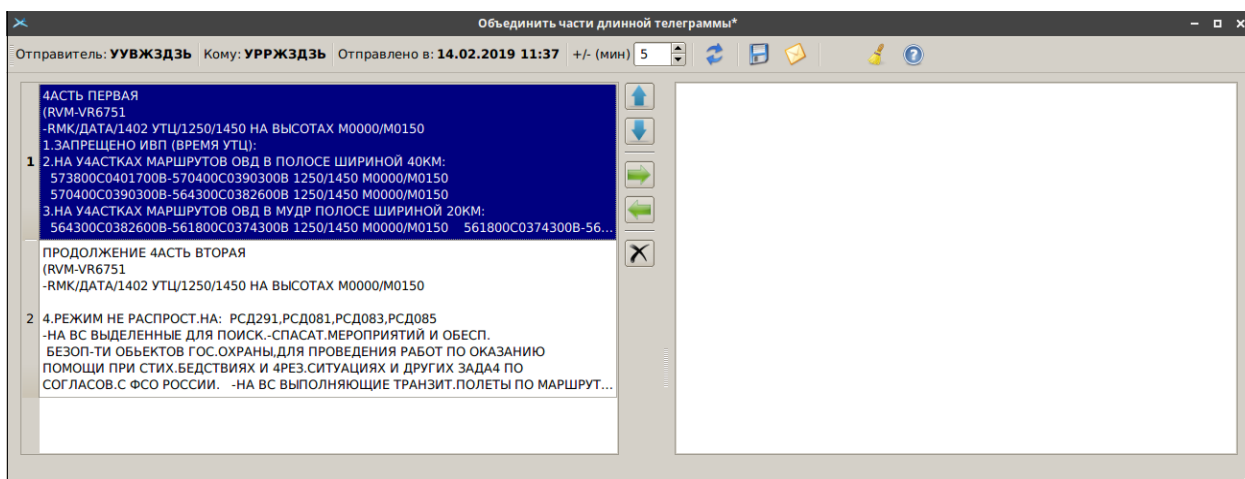 Объединить части длинной телеграммы*
Отправитель: УУВЖЗДЗЬ Кому: УРРЖЗДЗЬ Отправлено в: 14.02.2019 11:37 +/- (мин) 5
4АСТЬ ПЕРВАЯ
(RVM-VR6751
-RMK/ДАТА/1402 УТЦ/1250/1450 НА ВЫСОТАХ М0000/М0150
1.ЗАПРЕЩЕНО ИВП (ВРЕМЯ УТЦ):
1 2.НА У4АСТКАХ МАРШРУТОВ ОВД В ПОЛОСЕ ШИРИНОЙ 40КМ:
573800С0401700В-570400С0390300В 1250/1450 М0000/М0150
570400С0390300В-564300С0382600В 1250/1450 М0000/М0150
3.НА У4АСТКАХ МАРШРУТОВ ОВД В МУДР ПОЛОСЕ ШИРИНОЙ 20КМ:
564300С0382600В-561800С0374300В 1250/1450 М0000/М0150 561800С0374300В-56...
ПРОДОЛЖЕНИЕ 4АСТЬ ВТОРАЯ
(RVM-VR6751
-RMK/ДАТА/1402 УТЦ/1250/1450 НА ВЫСОТАХ М0000/М0150
2 4.РЕЖИМ НЕ РАСПРОСТ.НА: РСД291,РСД081,РСД083,РСД085
-НА ВС ВЫДЕЛЕННЫЕ ДЛЯ ПОИСК.-СПАСАТ.МЕРОПРИЯТИЙ И ОБЕСП.
БЕЗОП-ТИ ОБЬЕКТОВ ГОС.ОХРАНЫ,ДЛЯ ПРОВЕДЕНИЯ РАБОТ ПО ОКАЗАНИЮ
ПОМОЩИ ПРИ СТИХ.БЕДСТВИЯХ И 4РЕЗ.СИТУАЦИЯХ И ДРУГИХ ЗАДА4 ПО
СОГЛАСОВ.С ФСО РОССИИ. -НА ВС ВЫПОЛНЯЮЩИЕ ТРАНЗИТ.ПОЛЕТЫ ПО МАРШРУТ...